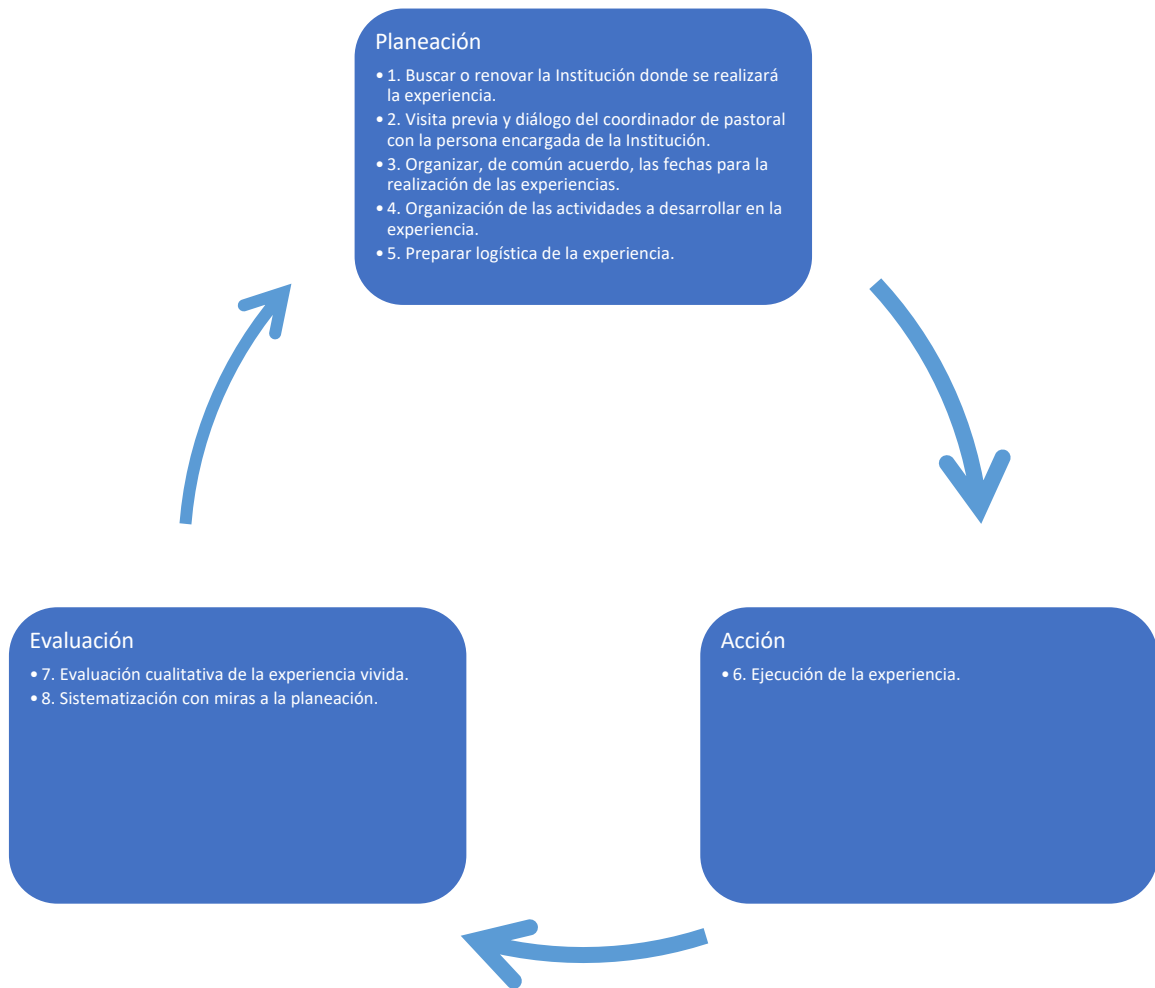 Planeación
• 1. Buscar o renovar la Institución donde se realizará
la experiencia.
• 2. Visita previa y diálogo del coordinador de pastoral
con la persona encargada de la Institución.
• 3. Organizar, de común acuerdo, las fechas para la
realización de las experiencias.
• 4. Organización de las actividades a desarrollar en la
experiencia.
• 5. Preparar logística de la experiencia.
Acción
• 6. Ejecución de la experiencia.
Evaluación
• 7. Evaluación cualitativa de la experiencia vivida.
• 8. Sistematización con miras a la planeación.